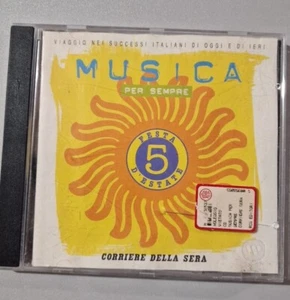 VIAGGIO NEI SUCCESSI ITALIANI DI OGGI E DI IERI
MUSICA
PER SEMPRE
FESTA
5
D'ESTATE
CORRIERE DELLA SERA